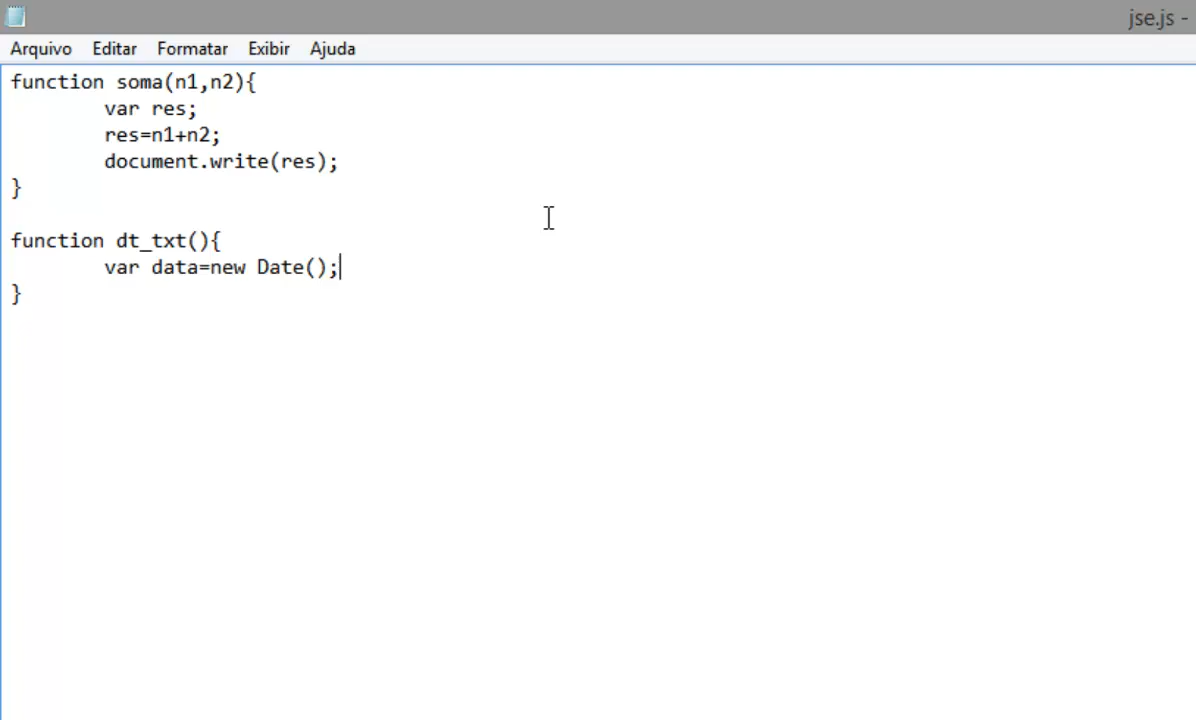 jse.js -
Arquivo Editar Formatar Exibir Ajuda
function soma(n1,n2){
var res;
res=n1+n2;
document.write(res);
}
function dt_txt(){
var data=new Date();
}